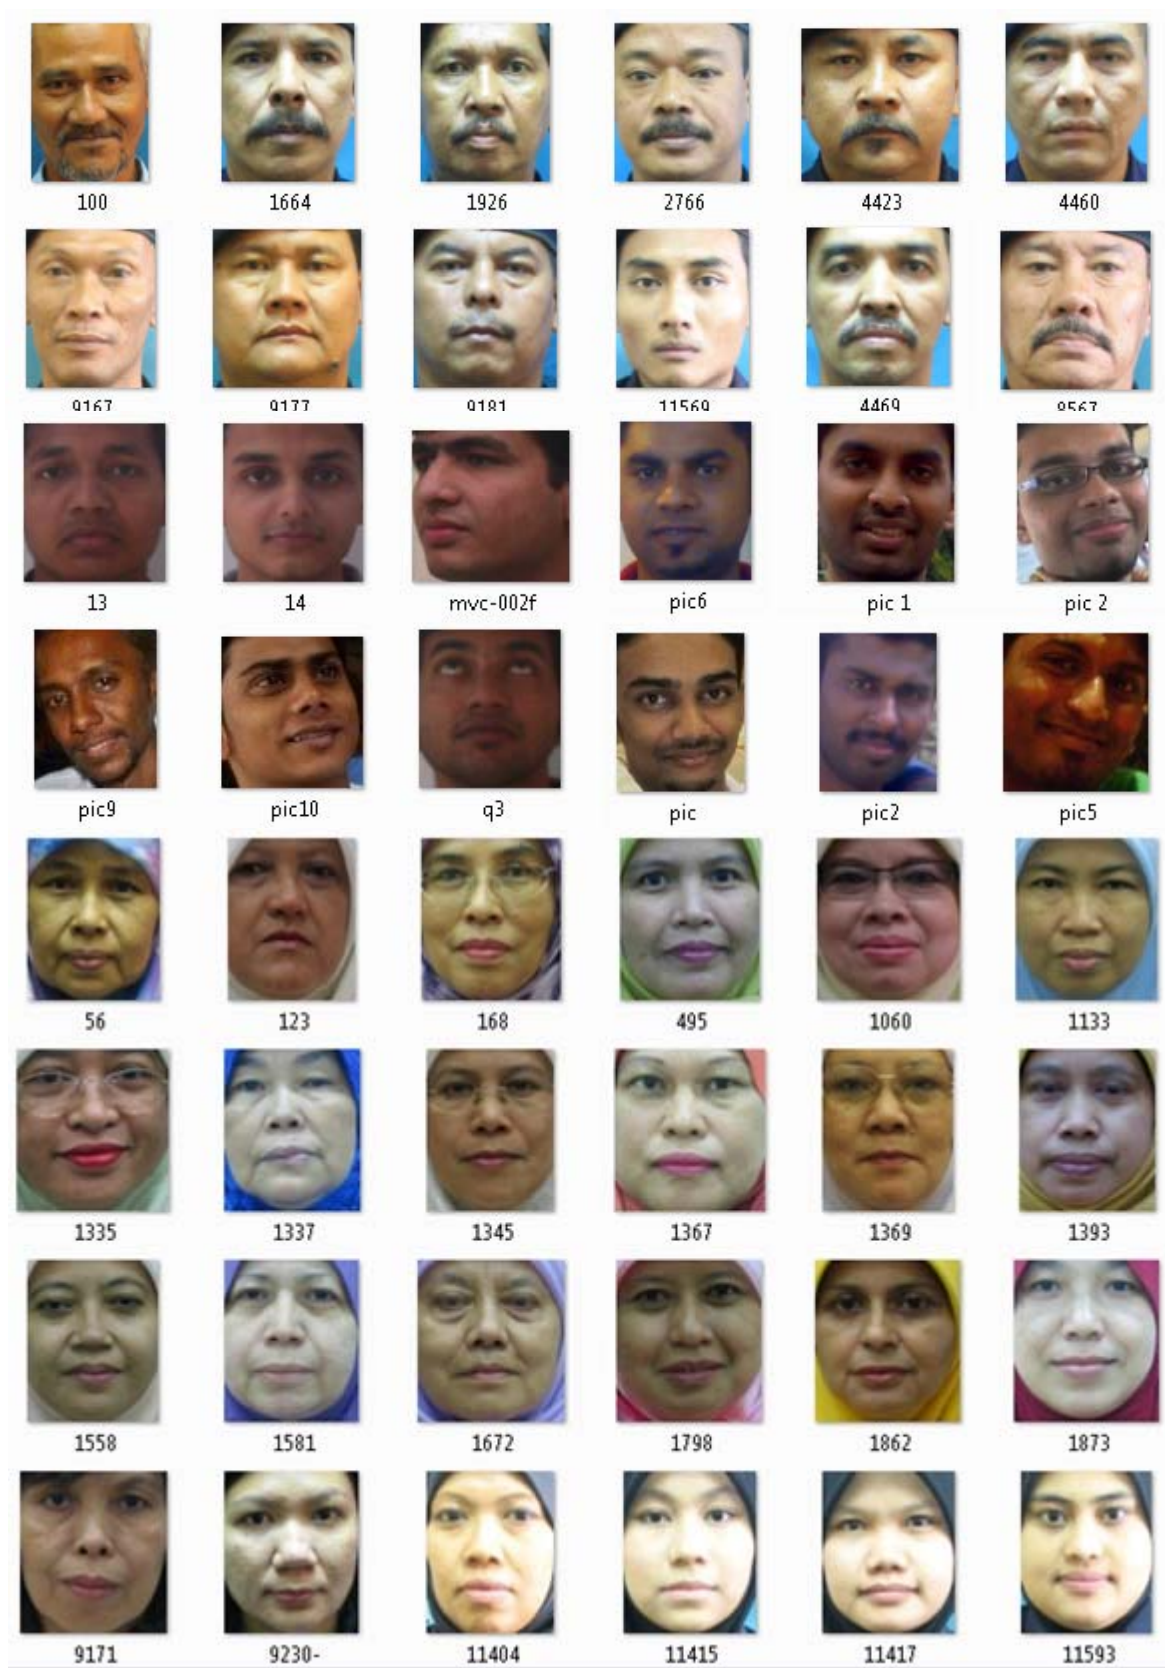 100 1664 1926 2766 4423 4460
9167 9177 9181 11569 4469 8567
13 14 mvc-002f pic6 pic 1 pic 2
pic9 pic10 q3 pic pic2 pic5
56 123 168 495 1060 1133
1335 1337 1345 1367 1369 1393
1558 1581 1672 1798 1862 1873
9171 9230- 11404 11415 11417 11593